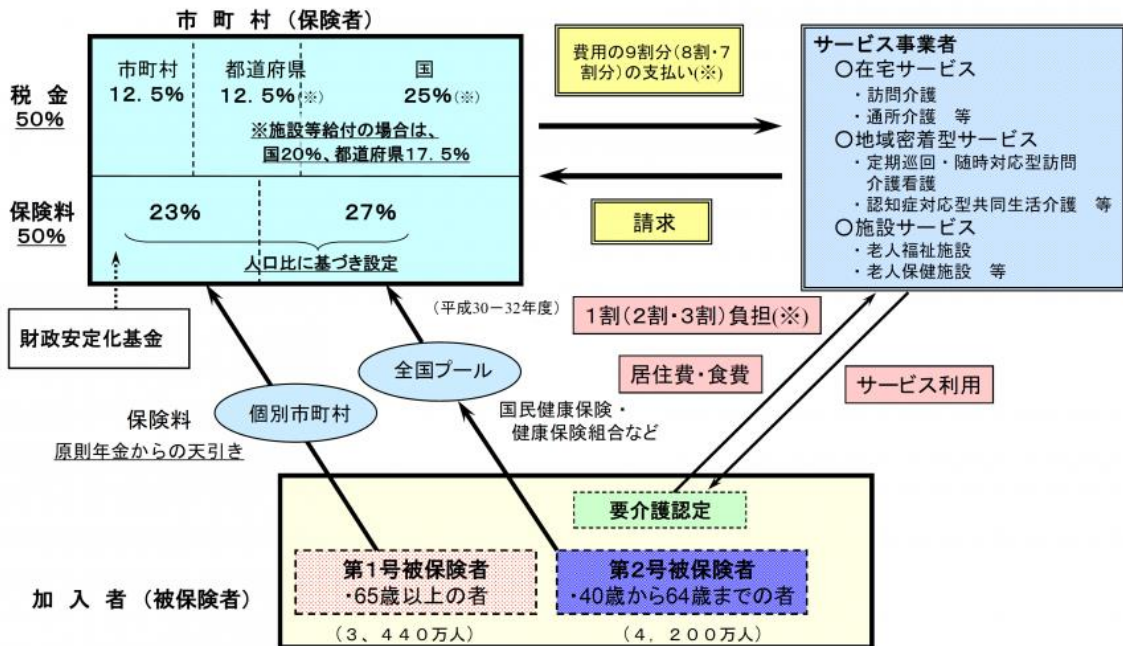 市 町 村 (保険者)
税 金
50%
市町村
12.5%
都道府県
12.5%(※)
国
25%(※)
※施設等給付の場合は、
国20%、都道府県17.5%
保険料
50%
23%
27%
人口比に基づき設定
財政安定化基金
費用の9割分(8割・7
割分)の支払い(※)
請求
サービス事業者
○在宅サービス
・訪問介護
・通所介護 等
○地域密着型サービス
・定期巡回・随時対応型訪問
介護看護
・認知症対応型共同生活介護 等
○施設サービス
・老人福祉施設
・老人保健施設 等
(平成30-32年度)
1割(2割・3割)負担(※)
居住費・食費
サービス利用
全国プール
個別市町村
国民健康保険・
健康保険組合など
保険料
原則年金からの天引き
要介護認定
加 入 者 (被保険者)
第1号被保険者
・65歳以上の者
(3、440万人)
第2号被保険者
・40歳から64歳までの者
(4,200万人)